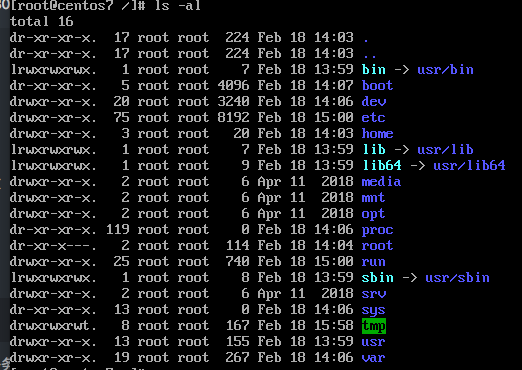 [root@centos7 /]# ls -al
total 16
dr-xr-xr-x. 17 root root 224 Feb 18 14:03 .
dr-xr-xr-x. 17 root root 224 Feb 18 14:03 ..
lrwxrwxrwx. 1 root root 7 Feb 18 13:59 bin -> usr/bin
dr-xr-xr-x. 5 root root 4096 Feb 18 14:07 boot
drwxr-xr-x. 20 root root 3240 Feb 18 14:06 dev
drwxr-xr-x. 75 root root 8192 Feb 18 15:00 etc
drwxr-xr-x. 3 root root 20 Feb 18 14:03 home
lrwxrwxrwx. 1 root root 7 Feb 18 13:59 lib -> usr/lib
lrwxrwxrwx. 1 root root 9 Feb 18 13:59 lib64 -> usr/lib64
drwxr-xr-x. 2 root root 6 Apr 11 2018 media
drwxr-xr-x. 2 root root 6 Apr 11 2018 mnt
drwxr-xr-x. 2 root root 6 Apr 11 2018 opt
dr-xr-xr-x. 119 root root 0 Feb 18 14:06 proc
dr-xr-x---. 2 root root 114 Feb 18 14:04 root
drwxr-xr-x. 25 root root 740 Feb 18 15:00 run
lrwxrwxrwx. 1 root root 8 Feb 18 13:59 sbin -> usr/sbin
drwxr-xr-x. 2 root root 6 Apr 11 2018 srv
dr-xr-xr-x. 13 root root 0 Feb 18 14:06 sys
drwxrwxrwt. 8 root root 167 Feb 18 15:58 tmp
drwxr-xr-x. 13 root root 155 Feb 18 13:59 usr
drwxr-xr-x. 19 root root 267 Feb 18 14:06 var